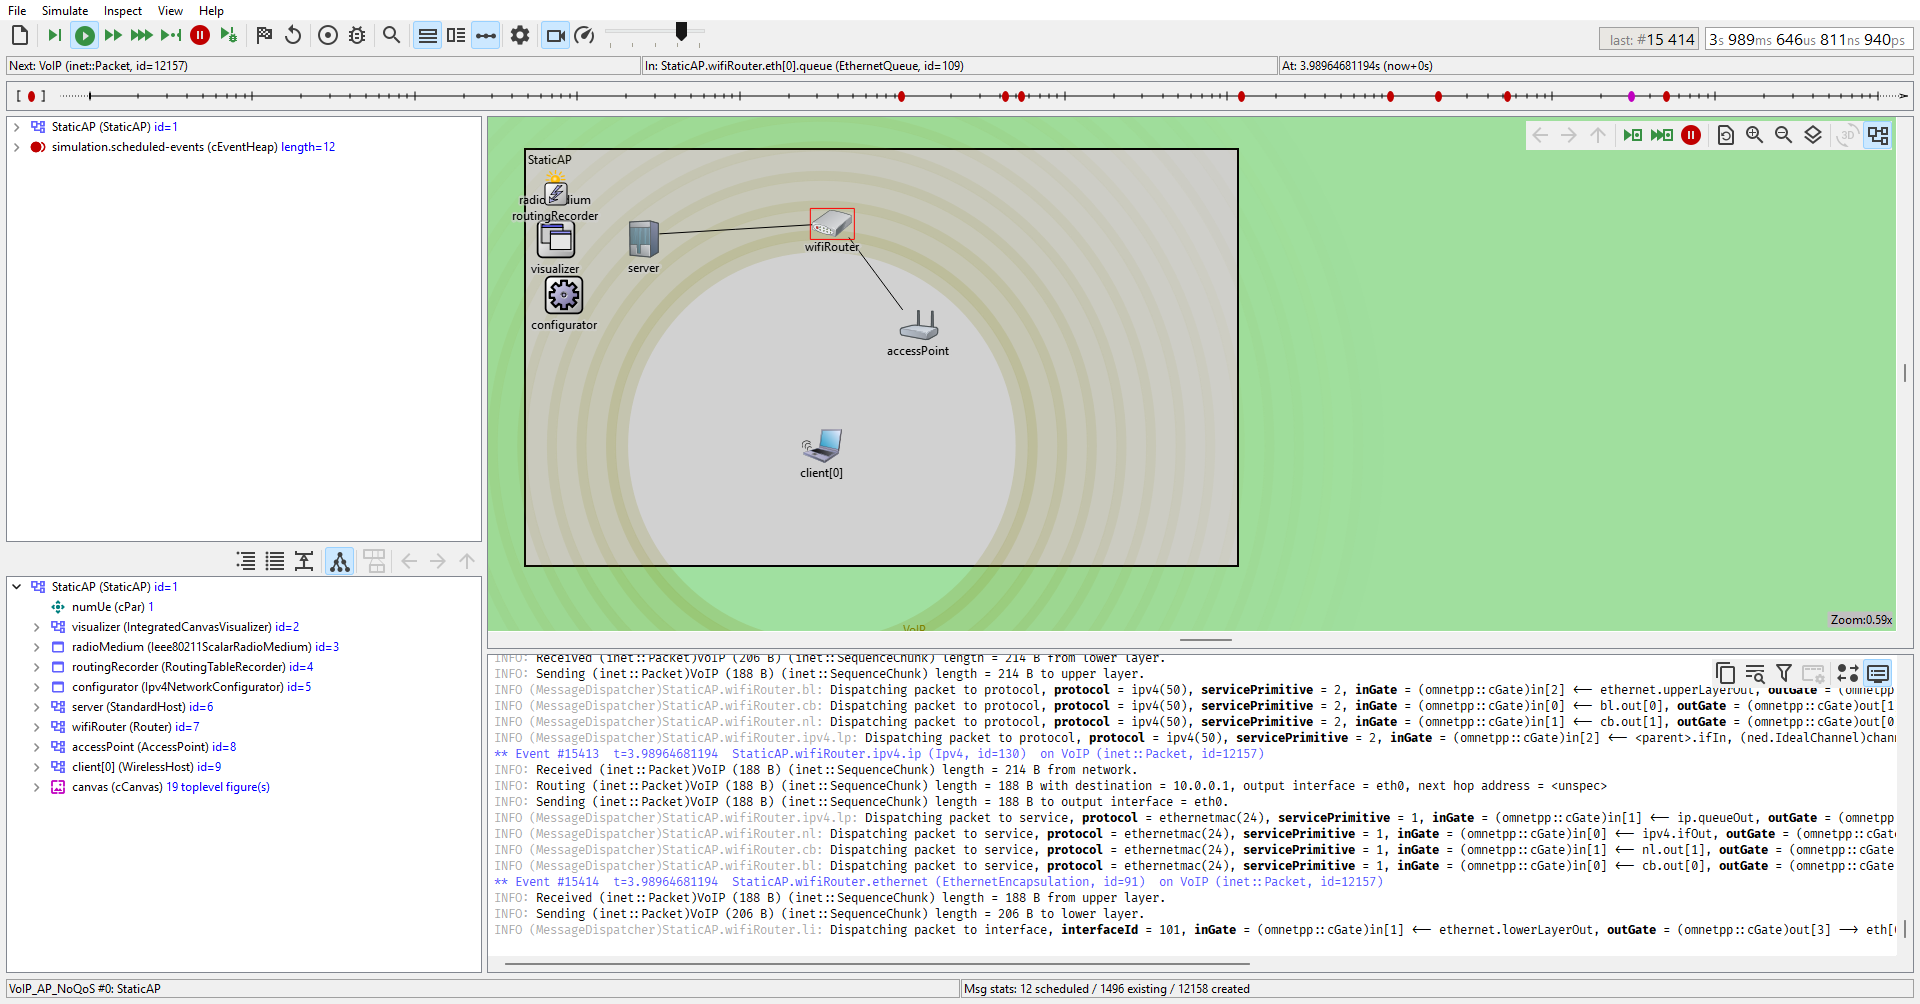 File Simulate Inspect View Help
last: #15 414
3s 989ms 646us 811ns 940ps
Next: VoIP (inet::Packet, id=12157)
In: StaticAP.wifiRouter.eth[0].queue (EthernetQueue, id=109)
At: 3.98964681194s (now+0s)
StaticAP (StaticAP) id=1
simulation.scheduled-events (cEventHeap) length=12
StaticAP
routingRecorder
visualizer
configurator
server
wifiRouter
accessPoint
client[0]
VoIP
3D
Zoom:0.59x
StaticAP (StaticAP) id=1
numUe (cPar) 1
visualizer (IntegratedCanvasVisualizer) id=2
radioMedium (Ieee80211ScalarRadioMedium) id=3
routingRecorder (RoutingTableRecorder) id=4
configurator (Ipv4NetworkConfigurator) id=5
server (StandardHost) id=6
wifiRouter (Router) id=7
accessPoint (AccessPoint) id=8
client[0] (WirelessHost) id=9
canvas (cCanvas) 19 toplevel figure(s)
INFO: Received (inet::Packet)VoIP (206 B) (inet::SequenceChunk) length = 214 B from lower layer.
INFO: Sending (inet::Packet)VoIP (188 B) (inet::SequenceChunk) length = 214 B to upper layer.
INFO (MessageDispatcher)StaticAP.wifiRouter.bl: Dispatching packet to protocol, protocol = ipv4(50), servicePrimitive = 2, inGate = (omnetpp::cGate)in[2] <-- ethernet.upperLayerOut, outGate = (omnetpp
INFO (MessageDispatcher)StaticAP.wifiRouter.cb: Dispatching packet to protocol, protocol = ipv4(50), servicePrimitive = 2, inGate = (omnetpp::cGate)in[0] <-- bl.out[0], outGate = (omnetpp::cGate)out[1
INFO (MessageDispatcher)StaticAP.wifiRouter.nl: Dispatching packet to protocol, protocol = ipv4(50), servicePrimitive = 2, inGate = (omnetpp::cGate)in[1] <-- cb.out[1], outGate = (omnetpp::cGate)out[0
INFO (MessageDispatcher)StaticAP.wifiRouter.ipv4.lp: Dispatching packet to protocol, protocol = ipv4(50), servicePrimitive = 2, inGate = (omnetpp::cGate)in[2] <-- <parent>.ifIn, (ned.IdealChannel)chan
** Event #15413 t=3.98964681194 StaticAP.wifiRouter.ipv4.ip (Ipv4, id=130) on VoIP (inet::Packet, id=12157)
INFO: Received (inet::Packet)VoIP (188 B) (inet::SequenceChunk) length = 214 B from network.
INFO: Routing (inet::Packet)VoIP (188 B) (inet::SequenceChunk) length = 188 B with destination = 10.0.0.1, output interface = eth0, next hop address = <unspec>
INFO: Sending (inet::Packet)VoIP (188 B) (inet::SequenceChunk) length = 188 B to output interface = eth0.
INFO (MessageDispatcher)StaticAP.wifiRouter.ipv4.lp: Dispatching packet to service, protocol = ethernetmac(24), servicePrimitive = 1, inGate = (omnetpp::cGate)in[1] <-- ip.queueOut, outGate = (omnetpp
INFO (MessageDispatcher)StaticAP.wifiRouter.nl: Dispatching packet to service, protocol = ethernetmac(24), servicePrimitive = 1, inGate = (omnetpp::cGate)in[0] <-- ipv4.ifOut, outGate = (omnetpp::cGat
INFO (MessageDispatcher)StaticAP.wifiRouter.cb: Dispatching packet to service, protocol = ethernetmac(24), servicePrimitive = 1, inGate = (omnetpp::cGate)in[1] <-- nl.out[1], outGate = (omnetpp::cGate
INFO (MessageDispatcher)StaticAP.wifiRouter.bl: Dispatching packet to service, protocol = ethernetmac(24), servicePrimitive = 1, inGate = (omnetpp::cGate)in[0] <-- cb.out[0], outGate = (omnetpp::cGate
** Event #15414 t=3.98964681194 StaticAP.wifiRouter.ethernet (EthernetEncapsulation, id=91) on VoIP (inet::Packet, id=12157)
INFO: Received (inet::Packet)VoIP (188 B) (inet::SequenceChunk) length = 188 B from upper layer.
INFO: Sending (inet::Packet)VoIP (206 B) (inet::SequenceChunk) length = 206 B to lower layer.
INFO (MessageDispatcher)StaticAP.wifiRouter.li: Dispatching packet to interface, interfaceId = 101, inGate = (omnetpp::cGate)in[1] <-- ethernet.lowerLayerOut, outGate = (omnetpp::cGate)out[3] --> eth[
VoIP_AP_NoQoS #0: StaticAP
Msg stats: 12 scheduled / 1496 existing / 12158 created